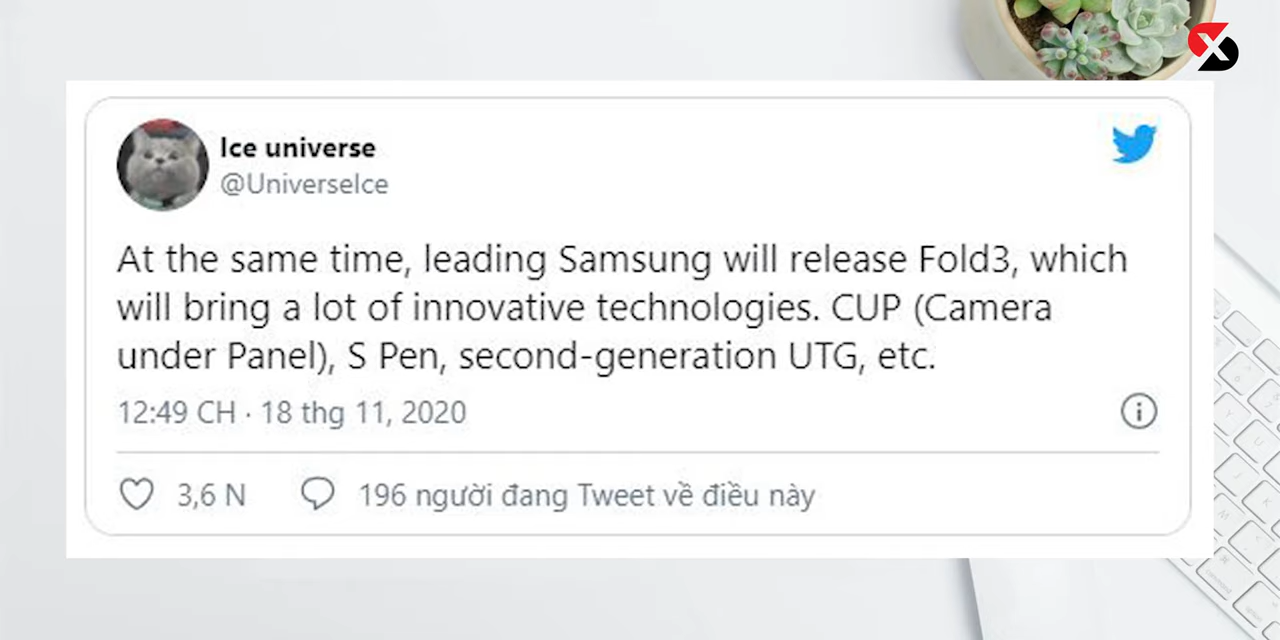 Ice universe
@UniverseIce
At the same time, leading Samsung will release Fold3, which
will bring a lot of innovative technologies. CUP (Camera
under Panel), S Pen, second-generation UTG, etc.
12:49 CH · 18 thg 11, 2020
3,6 N 196 người đang Tweet về điều này